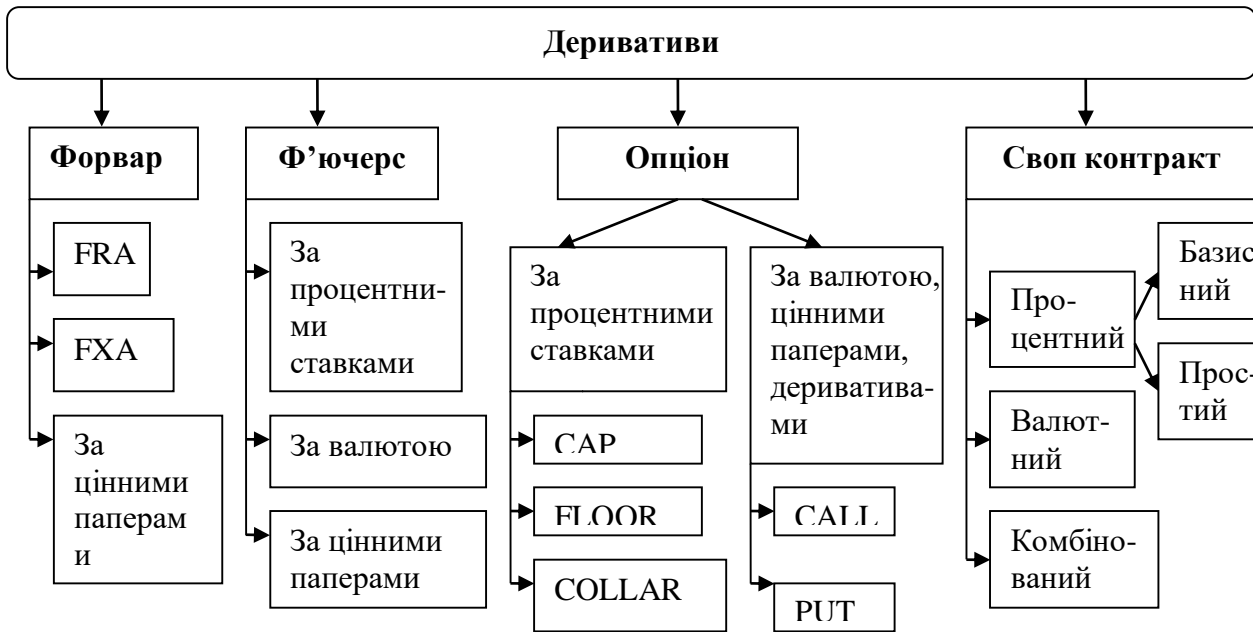 Деривативи
Форвар
Ф’ючерс
Опціон
Своп контракт
FRA
FXA
За
цінними
паперам
и
За
процентни-
ми
ставками
За валютою
За цінними
паперами
За
процентними
ставками
CAP
FLOOR
COLLAR
За валютою,
цінними
паперами,
деривативa-
ми
CALL
PUT
Про-
центний
Базис
ний
Прос-
тий
Валют-
ний
Комбіно-
ваний